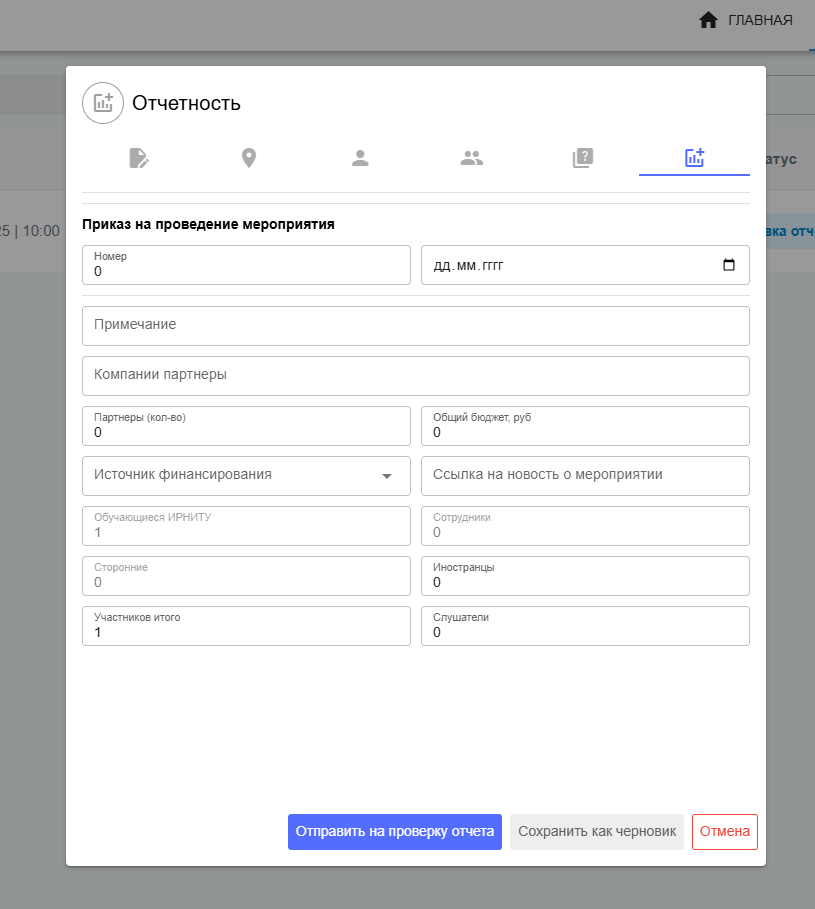 ГЛАВНАЯ
Отчетность
атус
Приказ на проведение мероприятия
25 | 10:00
вка отч
Номер
0
дд.мм.гггг
Примечание
Компании партнеры
Партнеры (кол-во)
0
Общий бюджет, руб
0
Источник финансирования
Ссылка на новость о мероприятии
Обучающиеся ИРНИТУ
1
Сотрудники
0
Сторонние
0
Иностранцы
0
Участников итого
1
Слушатели
0
Отправить на проверку отчета
Сохранить как черновик
Отмена